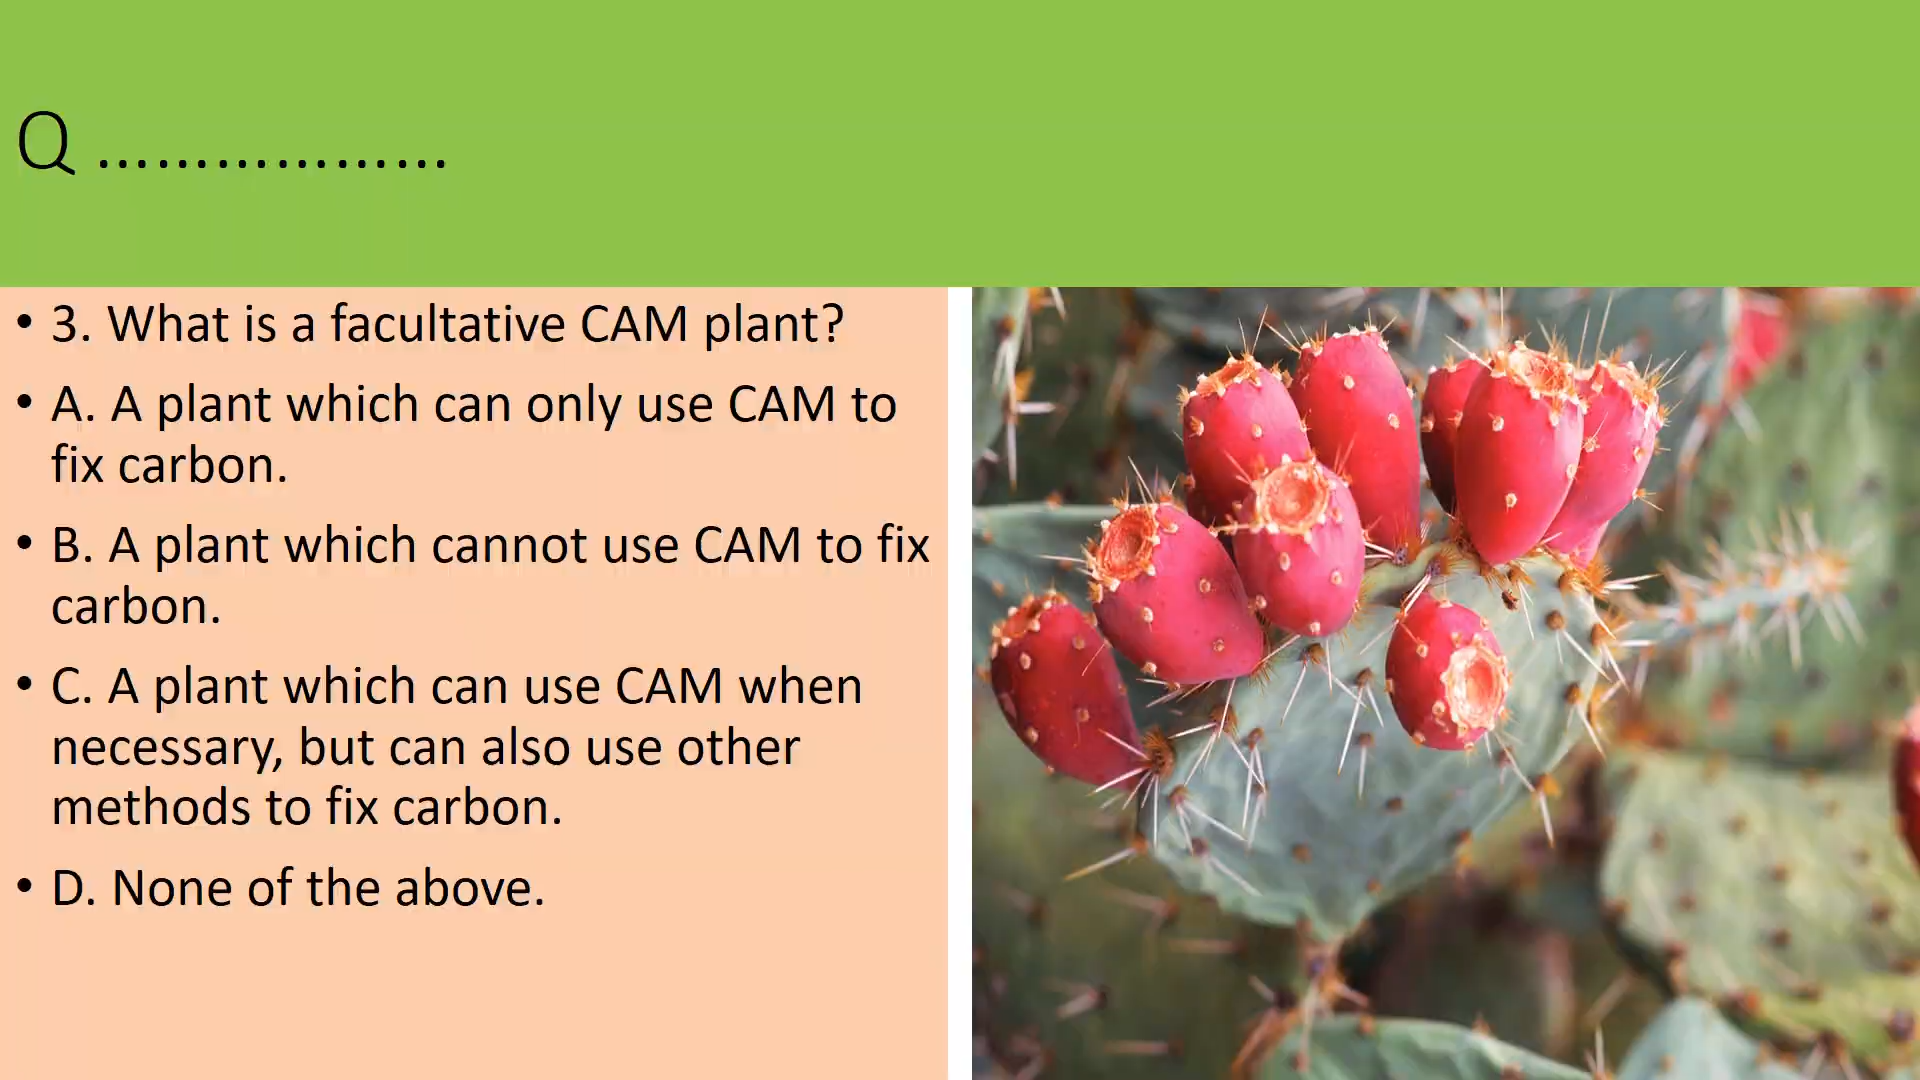 Q ………………
• 3. What is a facultative CAM plant?
• A. A plant which can only use CAM to
fix carbon.
• B. A plant which cannot use CAM to fix
carbon.
• C. A plant which can use CAM when
necessary, but can also use other
methods to fix carbon.
• D. None of the above.